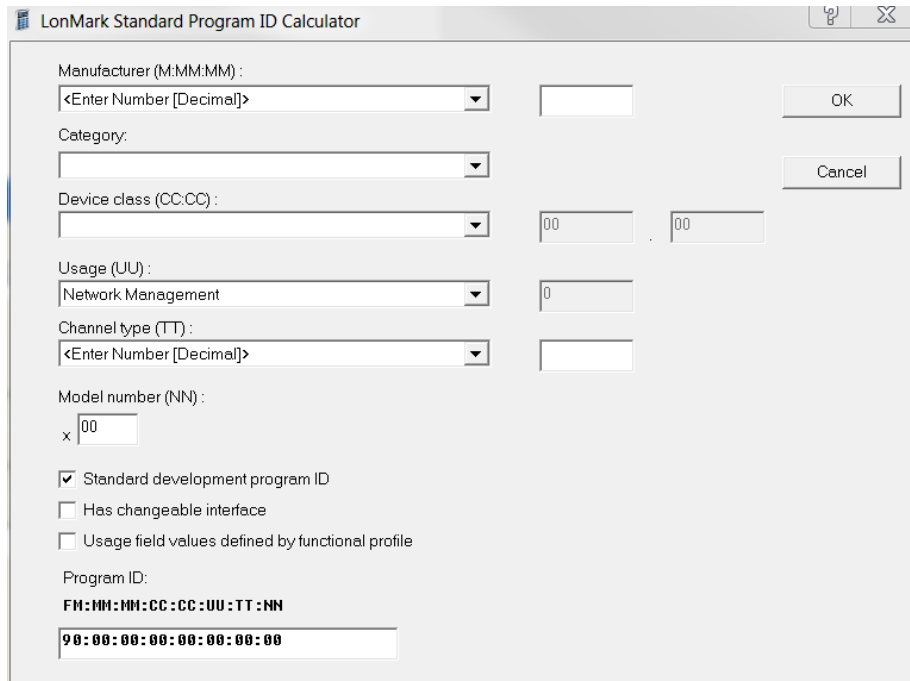 LonMark Standard Program ID Calculator
Manufacturer (M:MM:MM) :
<Enter Number [Decimal]>
OK
Category:
Cancel
Device class (CC:CC) :
00 . 00
Usage (UU) :
Network Management 0
Channel type (TT) :
<Enter Number [Decimal]>
Model number (NN) :
x 00
Standard development program ID
Has changeable interface
Usage field values defined by functional profile
Program ID:
FM:MM:MM:CC:CC:UU:TT:NN
90:00:00:00:00:00:00:00